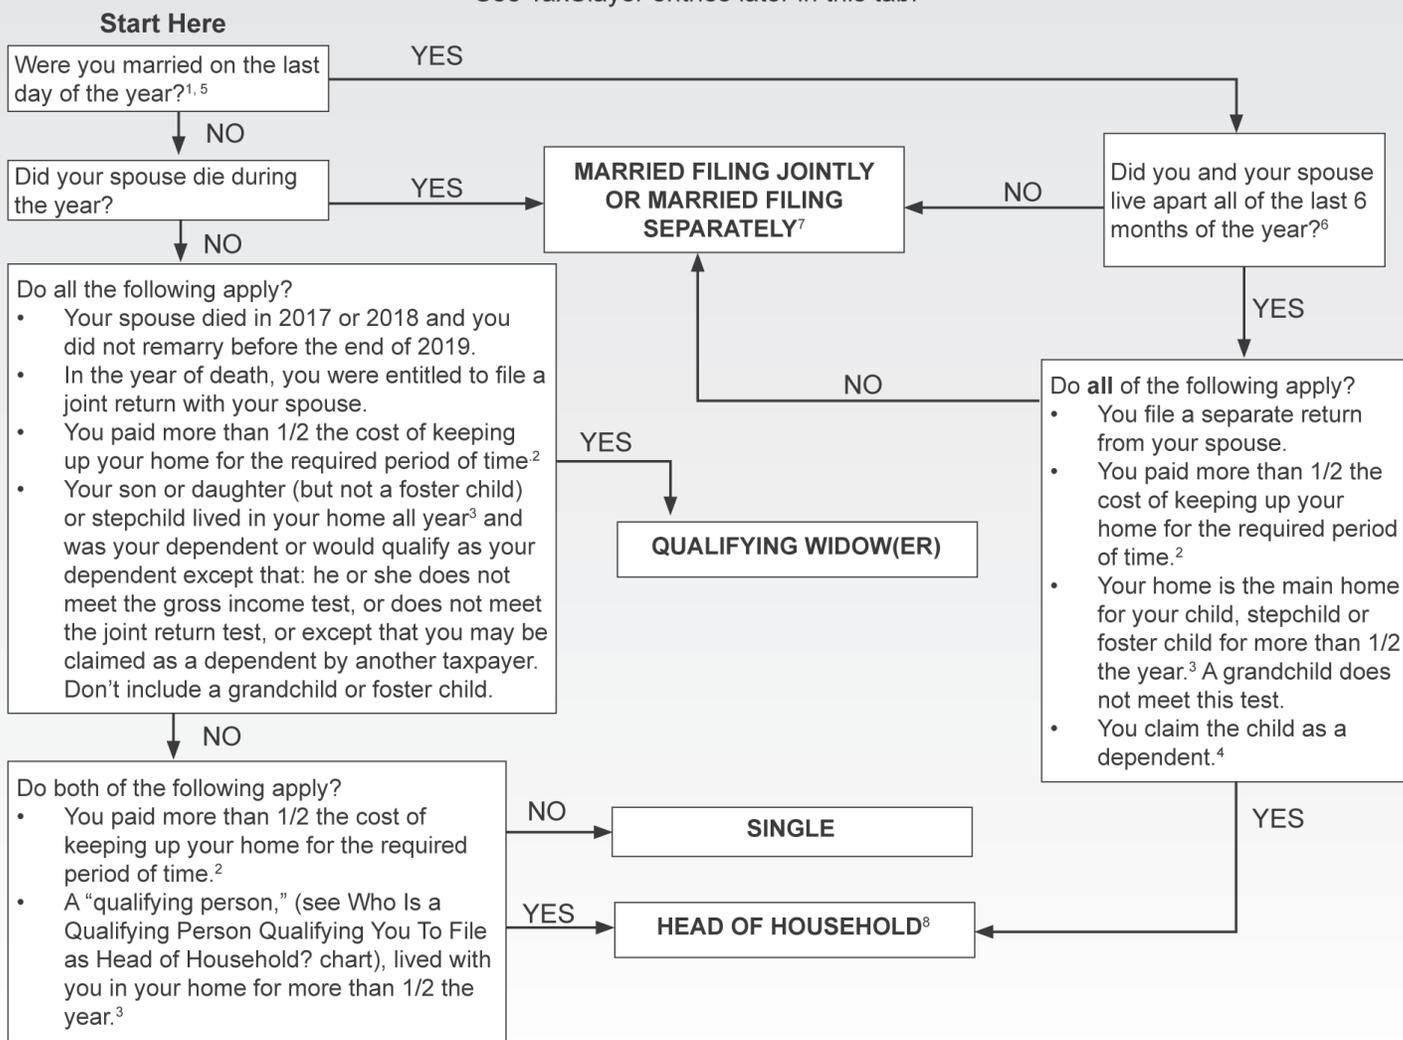 See TaxSlayer entries later in this tab.
Start Here
Were you married on the last
day of the year?1, 5
YES
NO
Did your spouse die during
the year?
YES
MARRIED FILING JOINTLY
OR MARRIED FILING
SEPARATELY7
NO
Did you and your spouse
live apart all of the last 6
months of the year?6
NO
YES
Do all the following apply?
• Your spouse died in 2017 or 2018 and you
did not remarry before the end of 2019.
• In the year of death, you were entitled to file a
joint return with your spouse.
• You paid more than 1/2 the cost of keeping
up your home for the required period of time.2
• Your son or daughter (but not a foster child)
or stepchild lived in your home all year3 and
was your dependent or would qualify as your
dependent except that: he or she does not
meet the gross income test, or does not meet
the joint return test, or except that you may be
claimed as a dependent by another taxpayer.
Don’t include a grandchild or foster child.
YES
QUALIFYING WIDOW(ER)
NO
Do all of the following apply?
• You file a separate return
from your spouse.
• You paid more than 1/2 the
cost of keeping up your
home for the required period
of time.2
• Your home is the main home
for your child, stepchild or
foster child for more than 1/2
the year.3 A grandchild does
not meet this test.
• You claim the child as a
dependent.4
NO
YES
Do both of the following apply?
• You paid more than 1/2 the cost of
keeping up your home for the required
period of time.2
• A “qualifying person,” (see Who Is a
Qualifying Person Qualifying You To File
as Head of Household? chart), lived with
you in your home for more than 1/2 the
year.3
NO
SINGLE
YES
HEAD OF HOUSEHOLD8